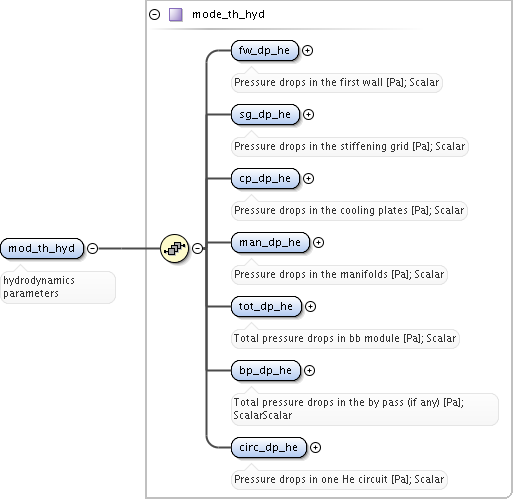 mode_th_hyd
fw_dp_he
Pressure drops in the first wall [Pa]; Scalar
sg_dp_he
Pressure drops in the stiffening grid [Pa]; Scalar
cp_dp_he
Pressure drops in the cooling plates [Pa]; Scalar
mod_th_hyd
hydrodynamics
parameters
man_dp_he
Pressure drops in the manifolds [Pa]; Scalar
tot_dp_he
Total pressure drops in bb module [Pa]; Scalar
bp_dp_he
Total pressure drops in the by pass (if any) [Pa];
ScalarScalar
circ_dp_he
Pressure drops in one He circuit [Pa]; Scalar